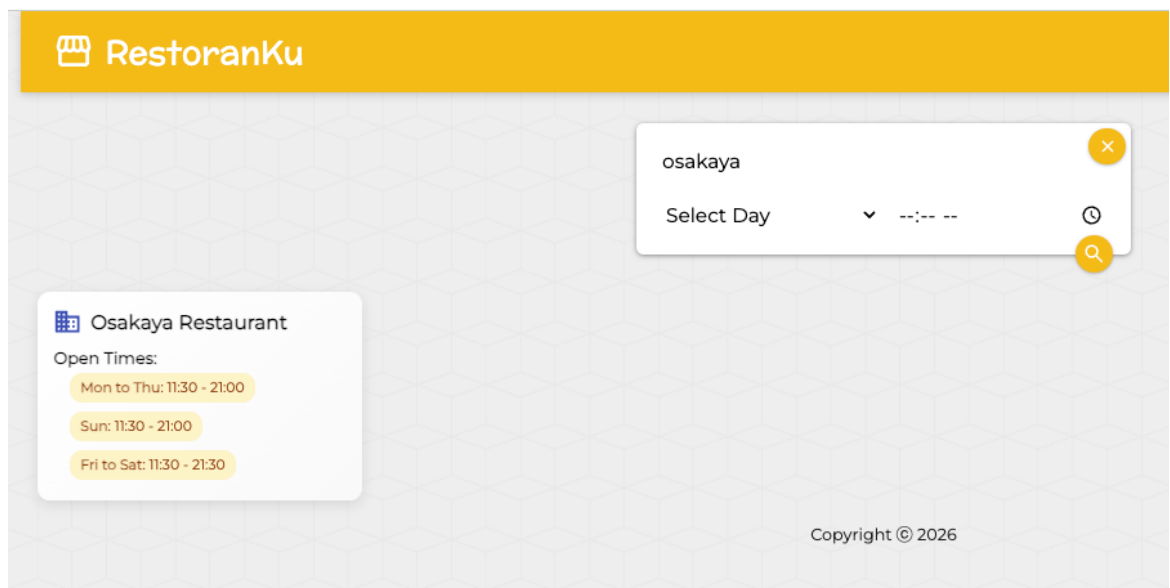 RestoranKu
osakaya
Select Day --:-- --
Osakaya Restaurant
Open Times:
Mon to Thu: 11:30 - 21:00
Sun: 11:30 - 21:00
Fri to Sat: 11:30 - 21:30
Copyright © 2026